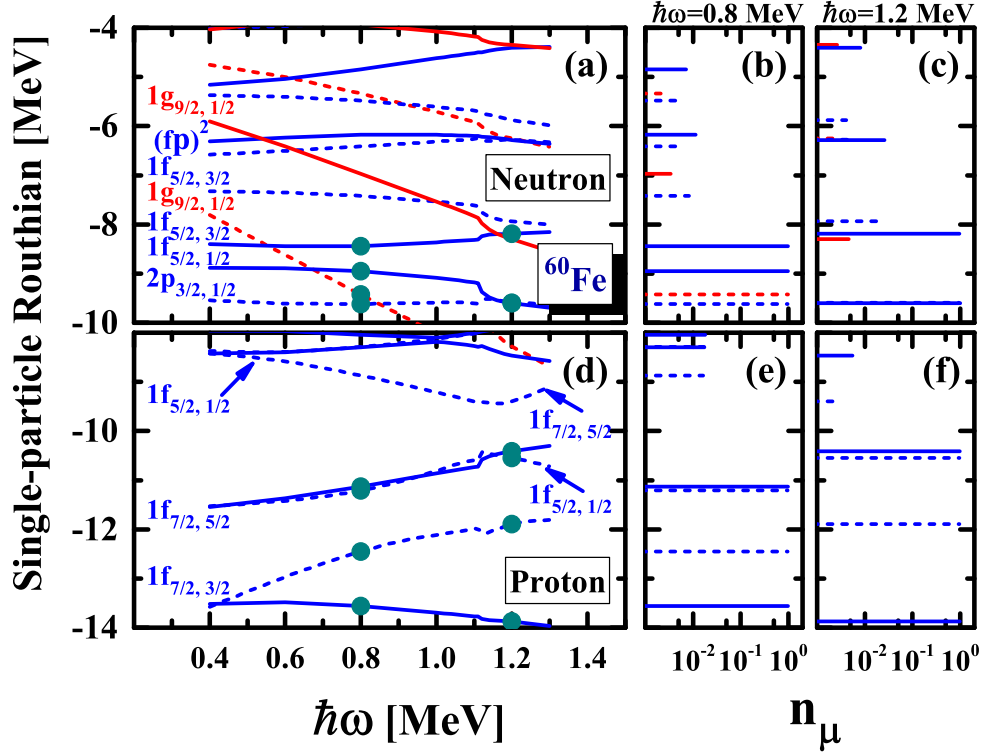 ℏω=0.8 MeV ℏω=1.2 MeV
Single-particle Routhian [MeV]
-4
-6
-8
-10
(a)
(b)
(c)
1g9/2, 1/2
(fp)²
1f5/2, 3/2
1g9/2, 1/2
1f5/2, 3/2
1f5/2, 1/2
2p3/2, 1/2
Neutron
⁶⁰Fe
-10
-12
-14
(d)
(e)
(f)
1f5/2, 1/2
1f7/2, 5/2
1f7/2, 5/2
1f5/2, 1/2
1f7/2, 3/2
Proton
0.4 0.6 0.8 1.0 1.2 1.4
10⁻² 10⁻¹ 10⁰
10⁻² 10⁻¹ 10⁰
ℏω [MeV]
nμ